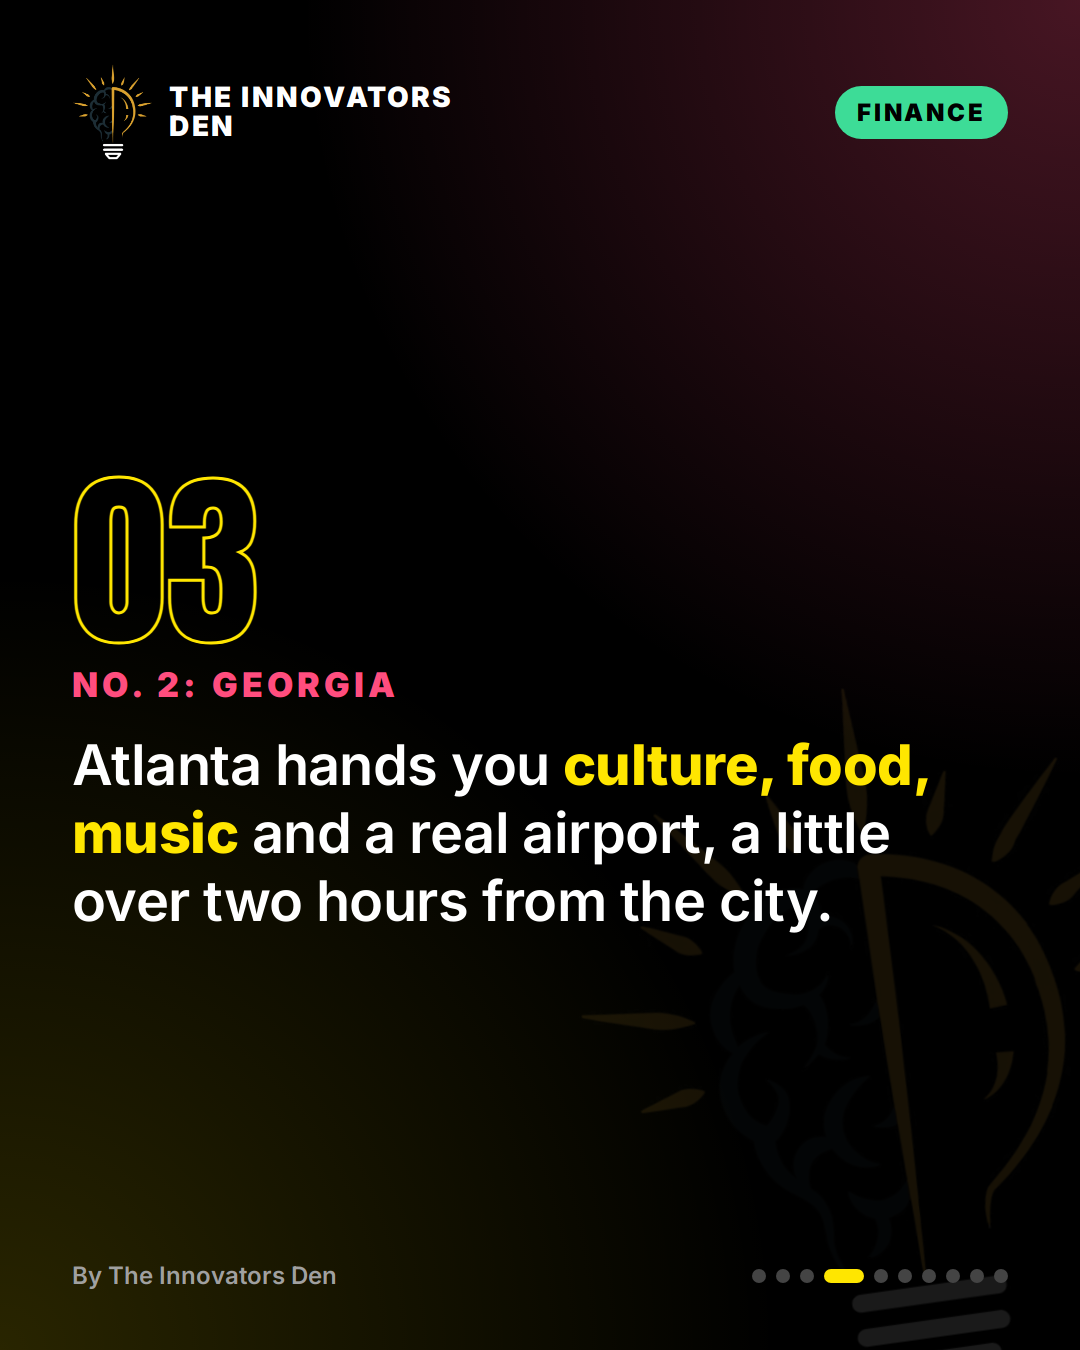 THE INNOVATORS
DEN
FINANCE
03
NO. 2: GEORGIA
Atlanta hands you culture, food,
music and a real airport, a little
over two hours from the city.
By The Innovators Den